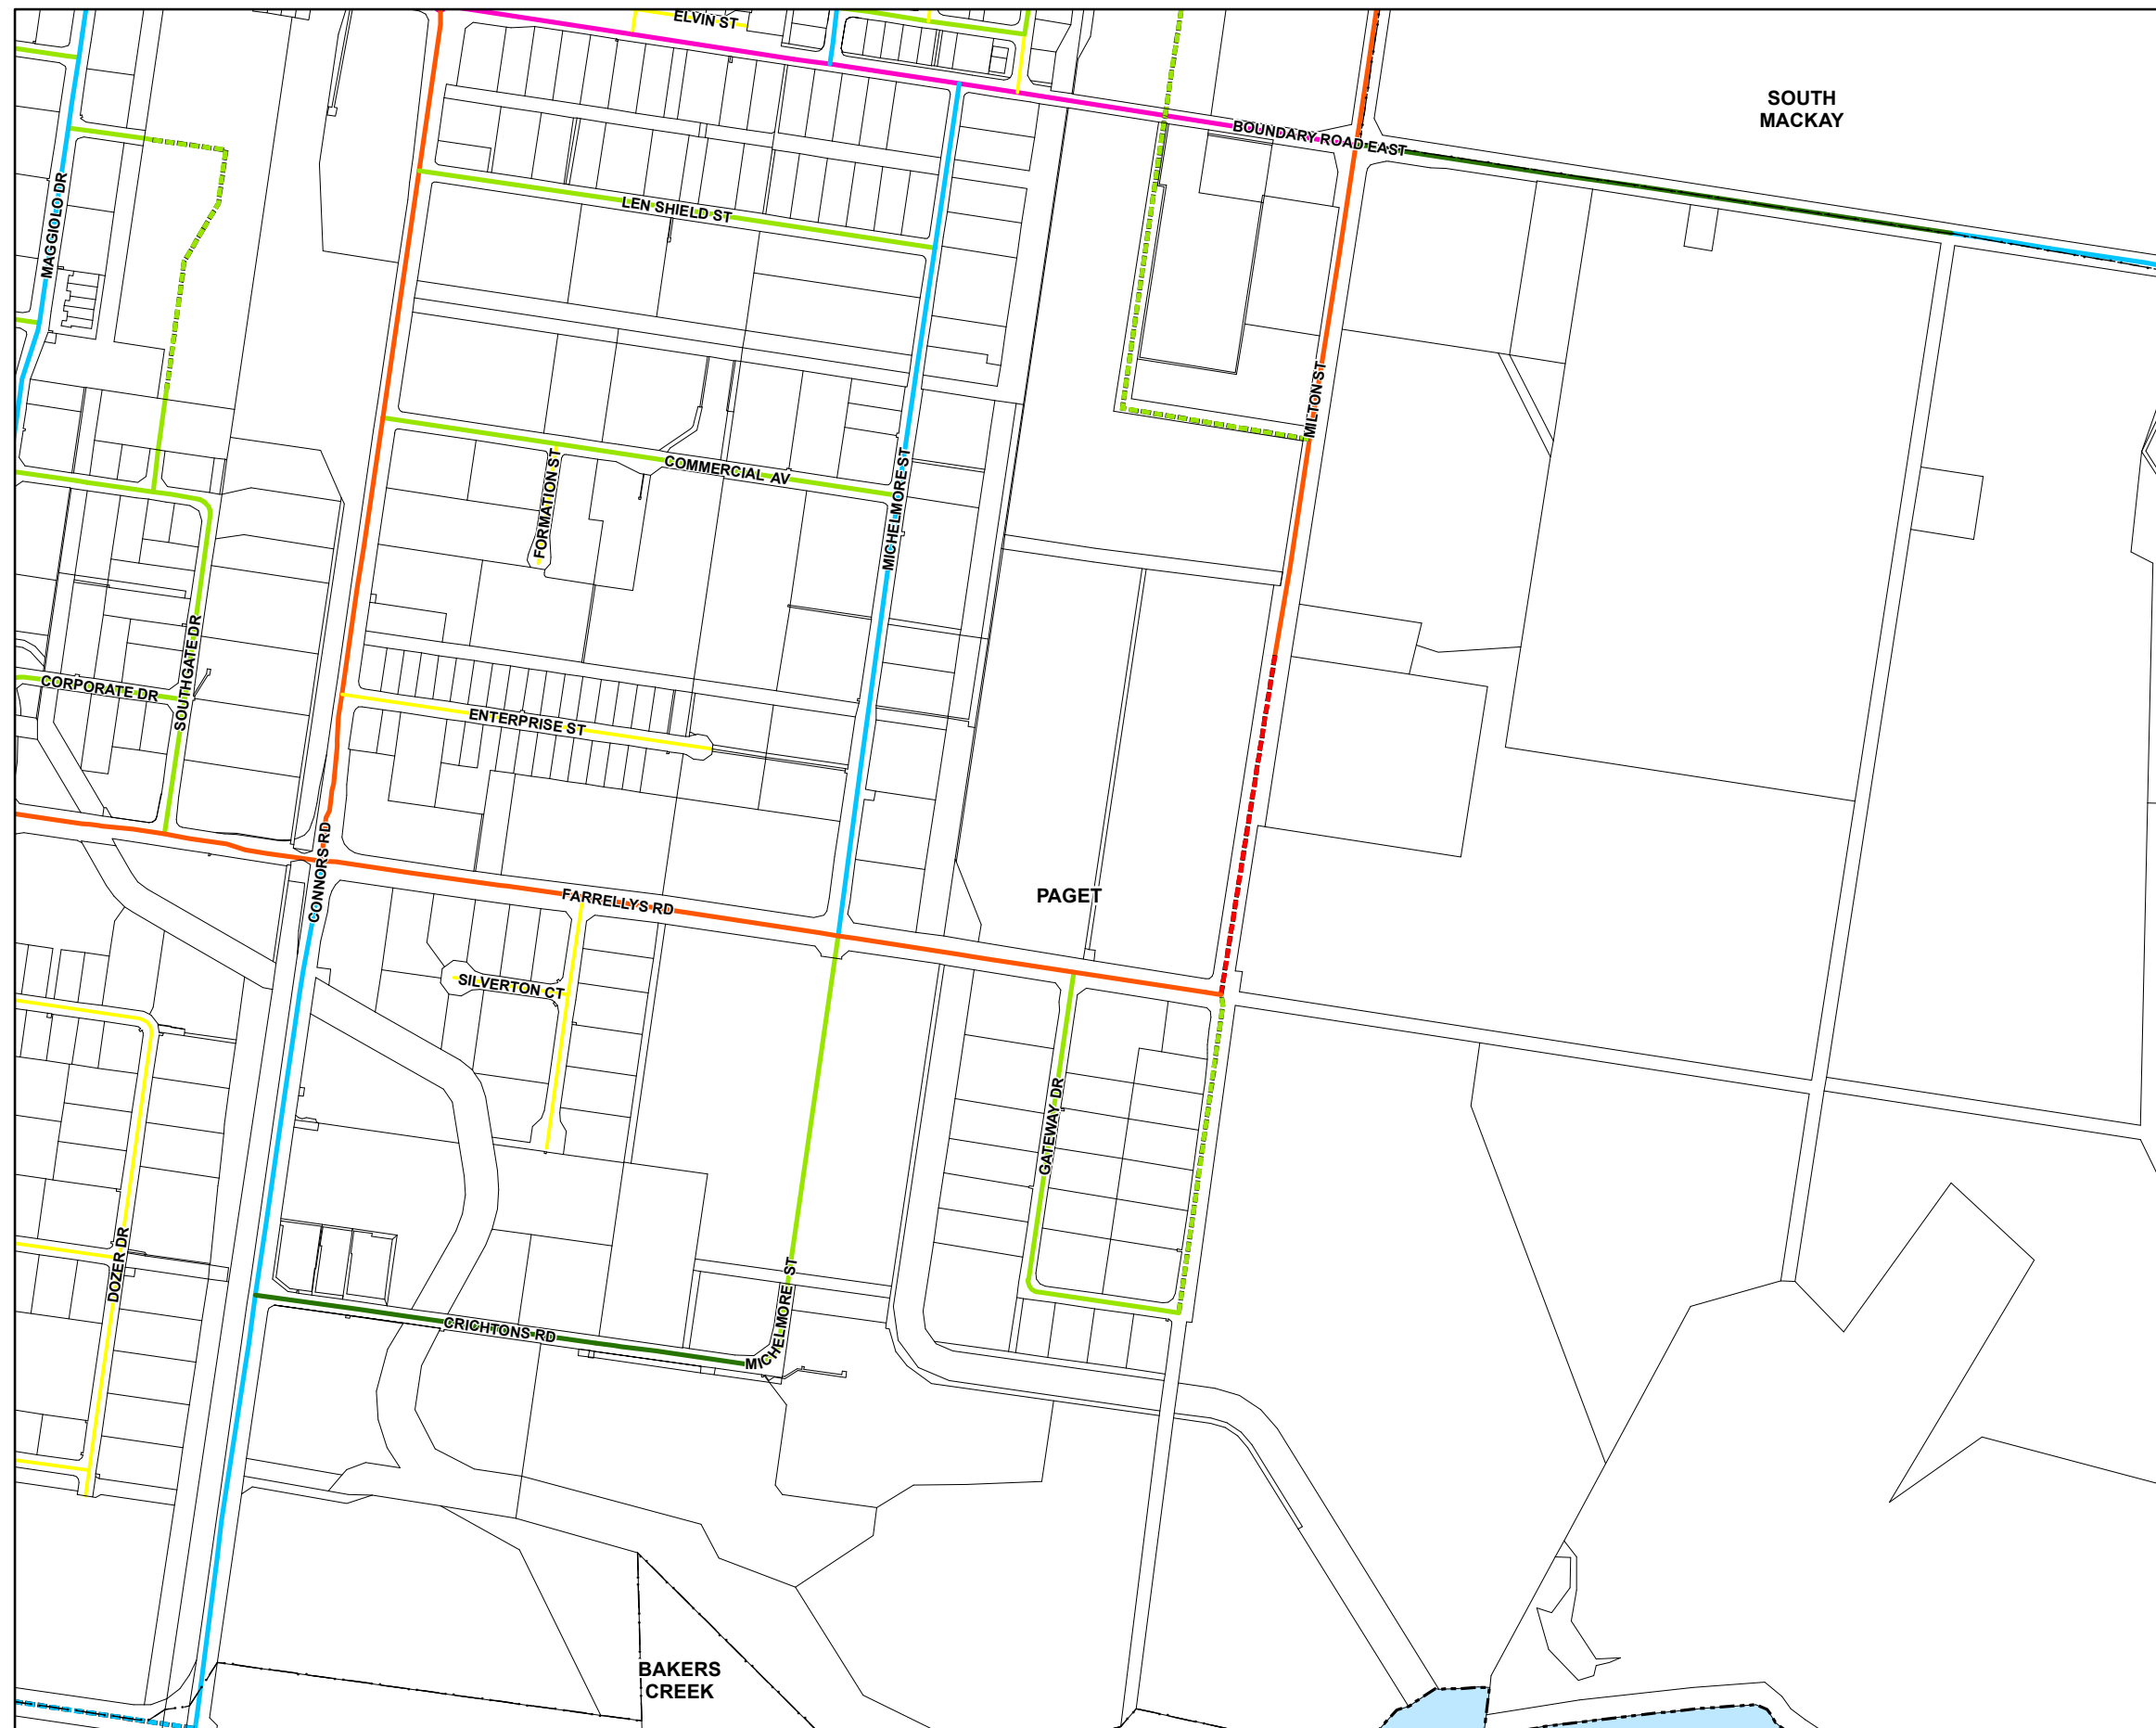 ELVIN ST
SOUTH
MACKAY
BOUNDARY ROAD EAST
MAGGIOLO DR
LEN SHIELD ST
MILTON ST
COMMERCIAL AV
FORMATION ST
MICHELMORE ST
SOUTHGATE DR
CORPORATE DR
ENTERPRISE ST
CONNORS RD
FARRELLYS RD
PAGET
SILVERTON CT
GATEWAY DR
DOZER DR
CRICHTONS RD
MICHELMORE ST
BAKERS
CREEK